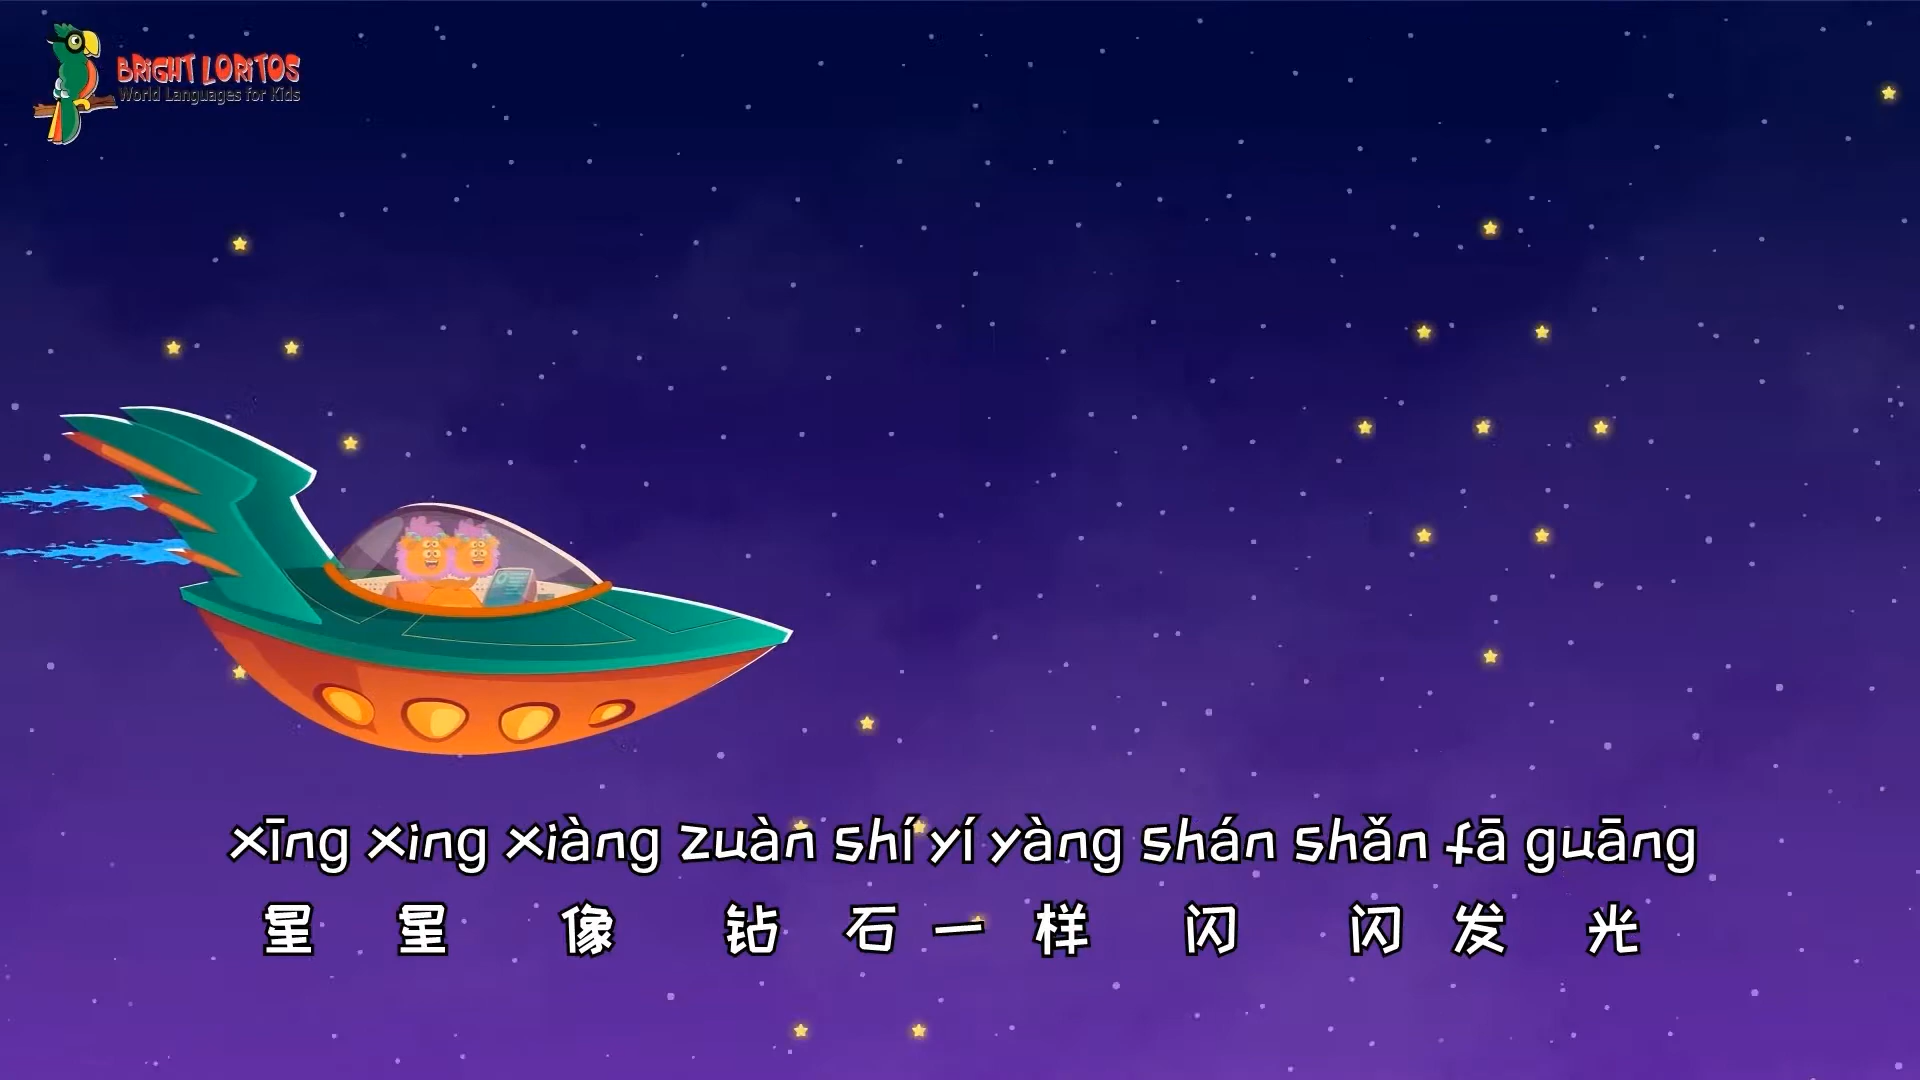 BRIGHT LORITOS
World Languages for Kids
xīng xing xiàng zuàn shí yí yàng shán shǎn fā guāng
星 星 像 钻 石 一 样 闪 闪 发 光